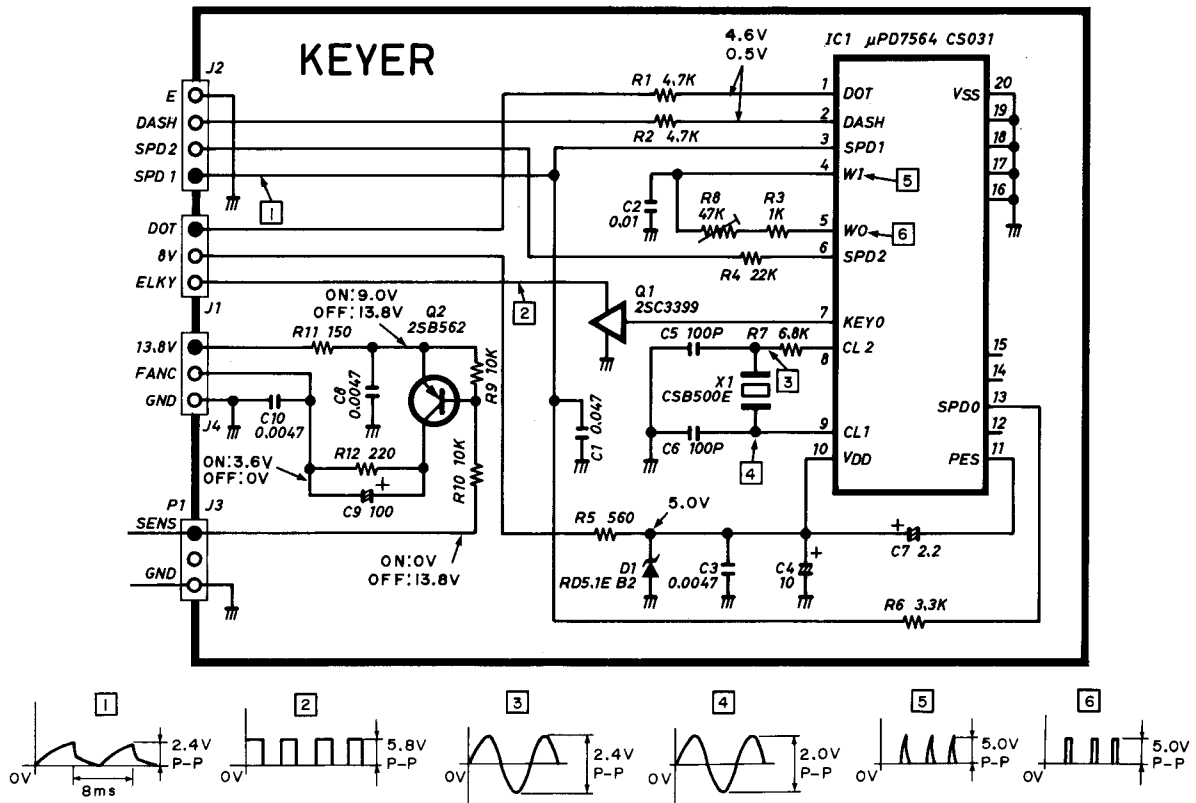 KEYER
IC1 µPD7564 CS031
4.6V
0.5V
J2
E
DASH
SPD2
SPD1
1
DOT
8V
ELKY
J1
2
R1 4.7K
R2 4.7K
1 DOT
2 DASH
3 SPD1
4 WI
5
5 WO
6
6 SPD2
7 KEYO
8 CL2
9 CL1
10 VDD
VSS 20
19
18
17
16
15
14
SPDO 13
12
PES 11
C2
0.01
R8
47K
R3
1K
R4 22K
Q1
2SC3399
ON:9.0V
OFF:13.8V
Q2
2SB562
13.8V
FANC
GND
J4
R11 150
C8
0.0047
R9 10K
C10
0.0047
R12 220
C9 100
+
R10 10K
ON:3.6V
OFF:0V
C5 100P
R7 6.8K
3
X1
CSB500E
C6 100P
4
C1 0.047
P1 J3
SENS
GND
ON:0V
OFF:13.8V
R5 560
5.0V
D1
RD5.1E B2
C3
0.0047
C4
10
+
+
C7 2.2
R6 3.3K
1
2.4V
P-P
0V
8ms
2
5.8V
P-P
0V
3
2.4V
P-P
0V
4
2.0V
P-P
0V
5
5.0V
P-P
0V
6
5.0V
P-P
0V